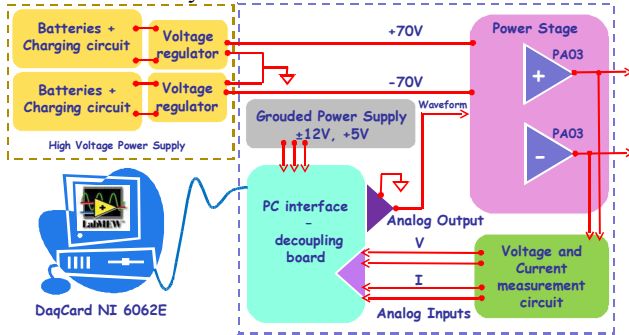 Batteries +
Charging circuit
Voltage
regulator
Batteries +
Charging circuit
Voltage
regulator
High Voltage Power Supply
+70V
-70V
Power Stage
PA03
+
PA03
-
Waveform
Grouded Power Supply
±12V, +5V
PC interface
–
decoupling
board
Analog Output
V
I
Analog Inputs
Voltage and
Current
measurement
circuit
LabVIEW
DaqCard NI 6062E